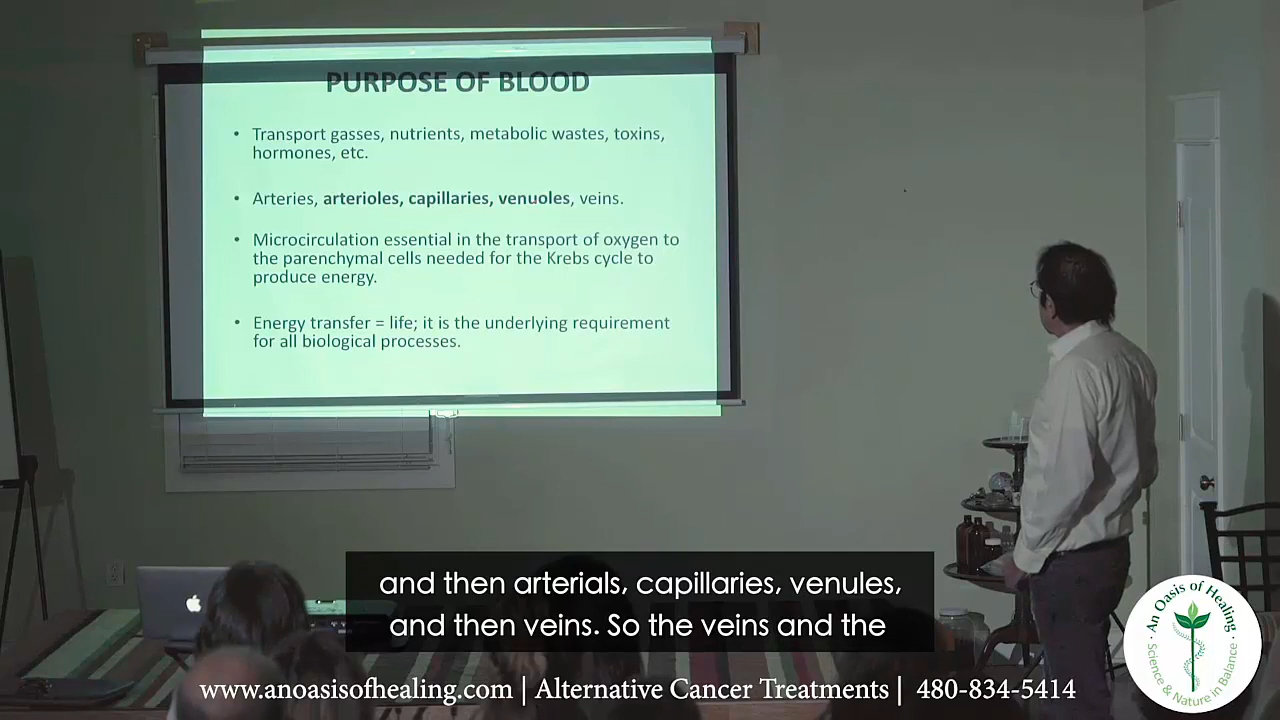 PURPOSE OF BLOOD
• Transport gasses, nutrients, metabolic wastes, toxins,
hormones, etc.
• Arteries, arterioles, capillaries, venuoles, veins.
• Microcirculation essential in the transport of oxygen to
the parenchymal cells needed for the Krebs cycle to
produce energy.
• Energy transfer = life; it is the underlying requirement
for all biological processes.
and then arterials, capillaries, venules,
and then veins. So the veins and the
www.anoasisofhealing.com | Alternative Cancer Treatments | 480-834-5414
· An Oasis of Healing ·
Science & Nature in Balance